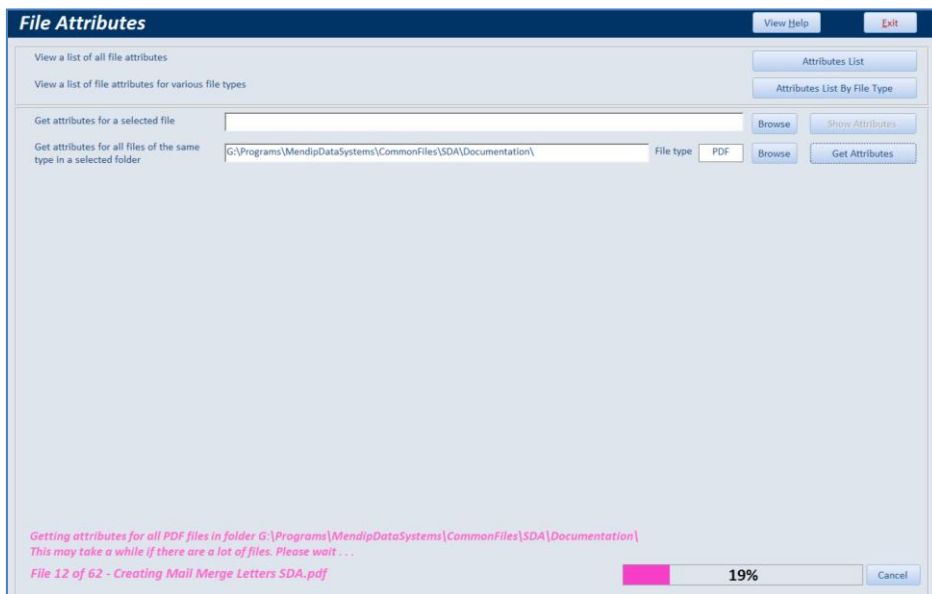 File Attributes View Help Exit
View a list of all file attributes Attributes List
View a list of file attributes for various file types Attributes List By File Type
Get attributes for a selected file Browse Show Attributes
Get attributes for all files of the same
type in a selected folder G:\Programs\MendipDataSystems\CommonFiles\SDA\Documentation\ File type PDF Browse Get Attributes
Getting attributes for all PDF files in folder G:\Programs\MendipDataSystems\CommonFiles\SDA\Documentation\
This may take a while if there are a lot of files. Please wait . . .
File 12 of 62 - Creating Mail Merge Letters SDA.pdf 19% Cancel